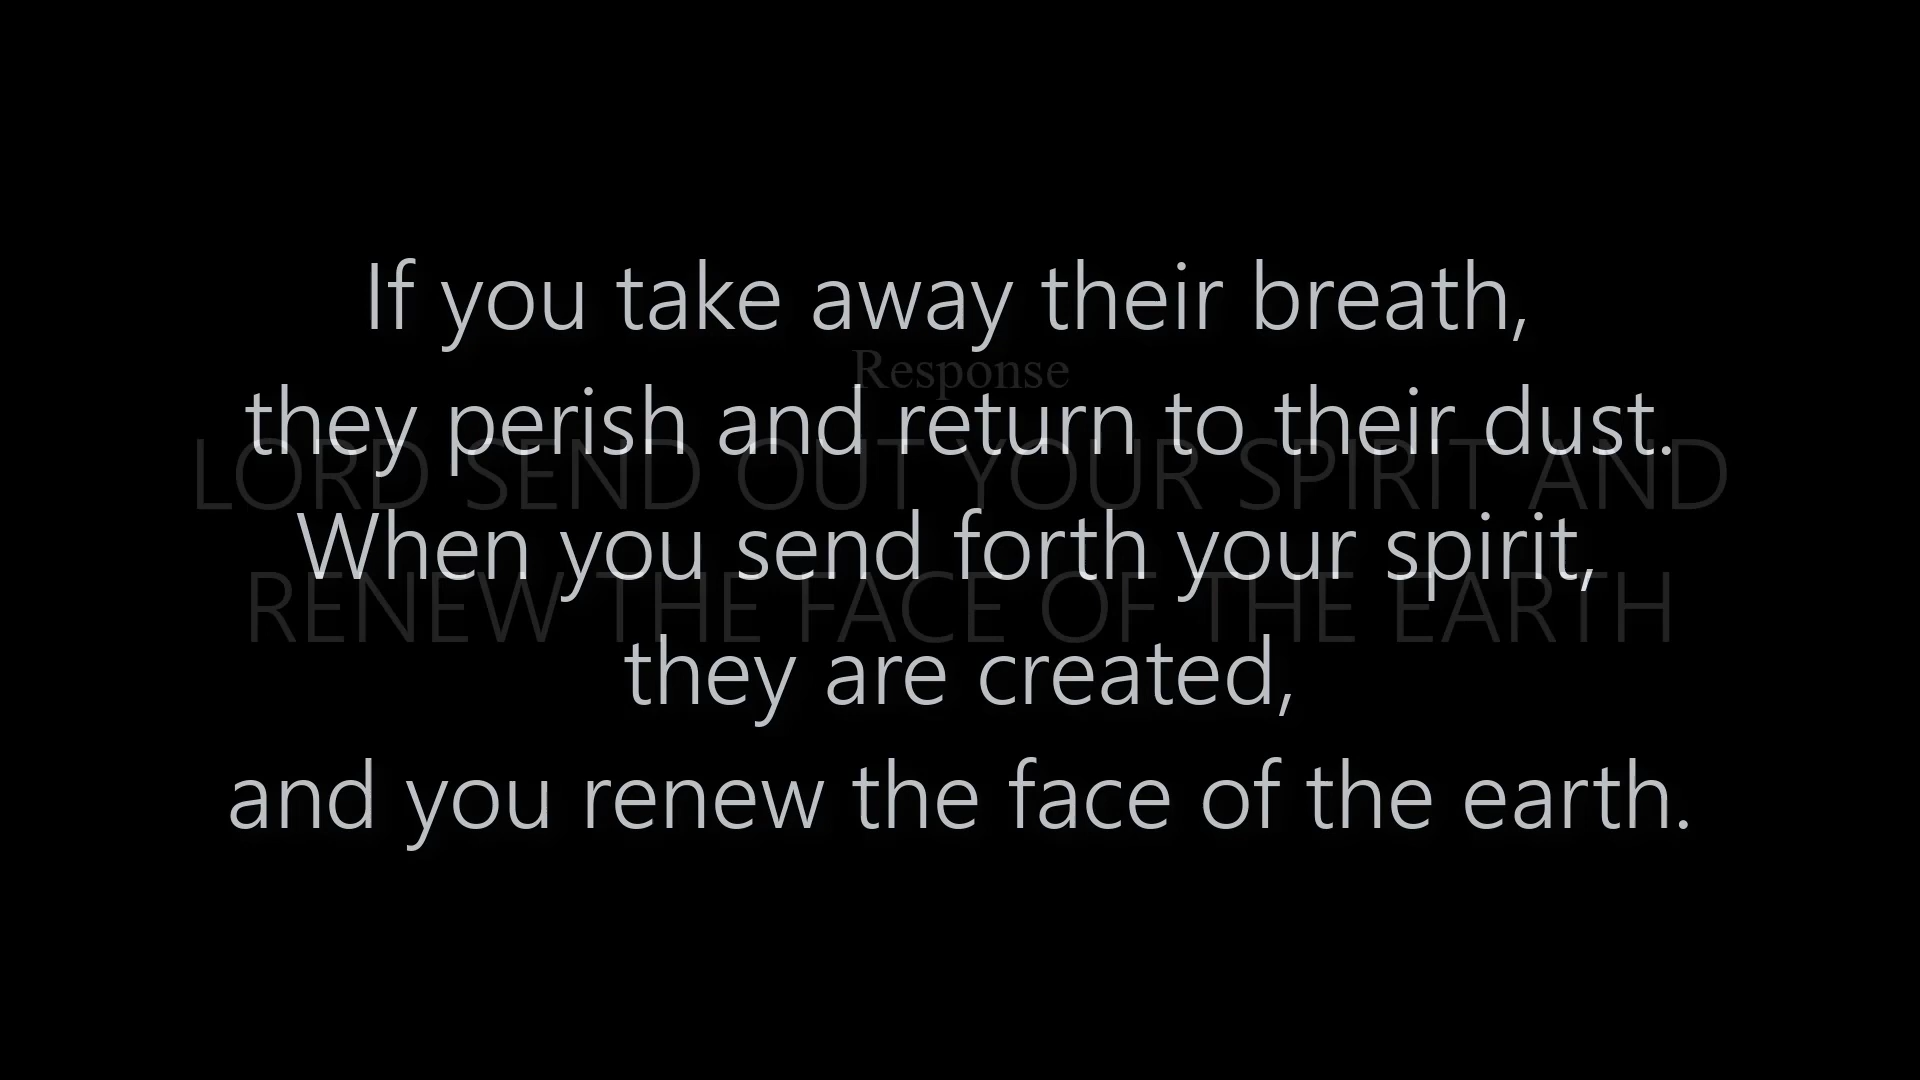 If you take away their breath,
Response
they perish and return to their dust.
LORD SEND OUT YOUR SPIRIT AND
When you send forth your spirit,
RENEW THE FACE OF THE EARTH
they are created,
and you renew the face of the earth.